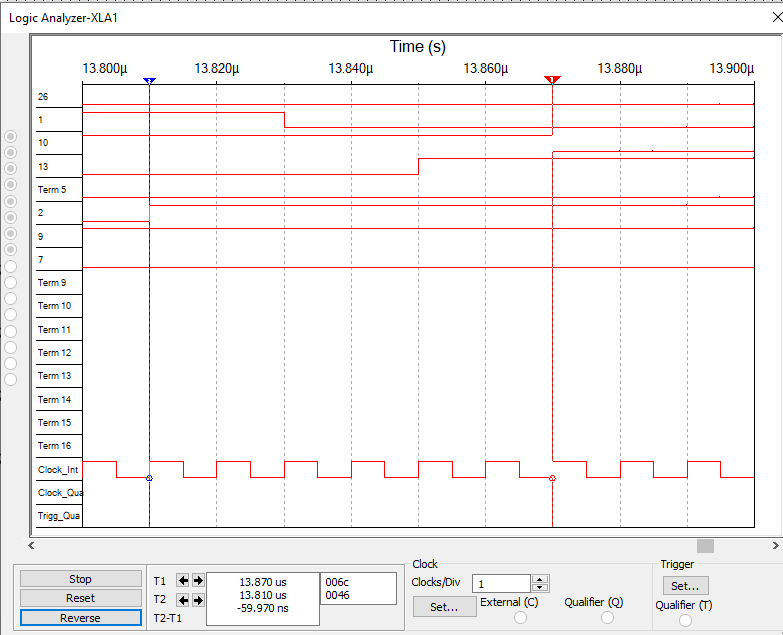 Logic Analyzer-XLA1
Time (s)
13.800µ 13.820µ 13.840µ 13.860µ 13.880µ 13.900µ
2 1
26
1
10
13
Term 5
2
9
7
Term 9
Term 10
Term 11
Term 12
Term 13
Term 14
Term 15
Term 16
Clock_Int
Clock_Qua
Trigg_Qua
Stop
Reset
Reverse
T1 13.870 us 006c
T2 13.810 us 0046
T2-T1 -59.970 ns
Clock
Clocks/Div 1
Set...
External (C)
Qualifier (Q)
Trigger
Set...
Qualifier (T)